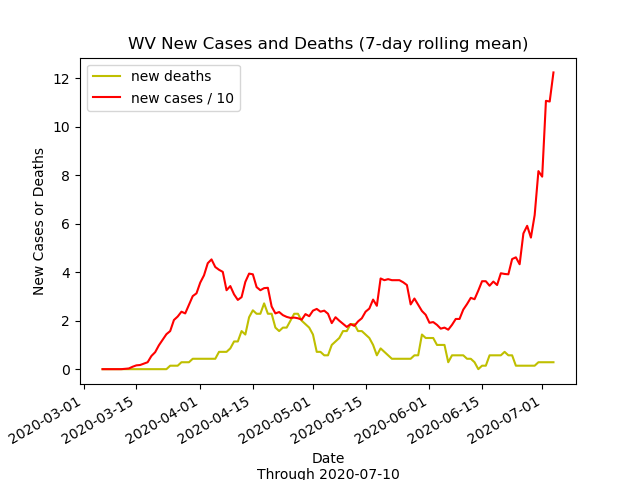 WV New Cases and Deaths (7-day rolling mean)
new deaths
new cases / 10
12
10
8
6
4
2
0
New Cases or Deaths
2020-03-01
2020-03-15
2020-04-01
2020-04-15
2020-05-01
2020-05-15
2020-06-01
2020-06-15
2020-07-01
Date
Through 2020-07-10